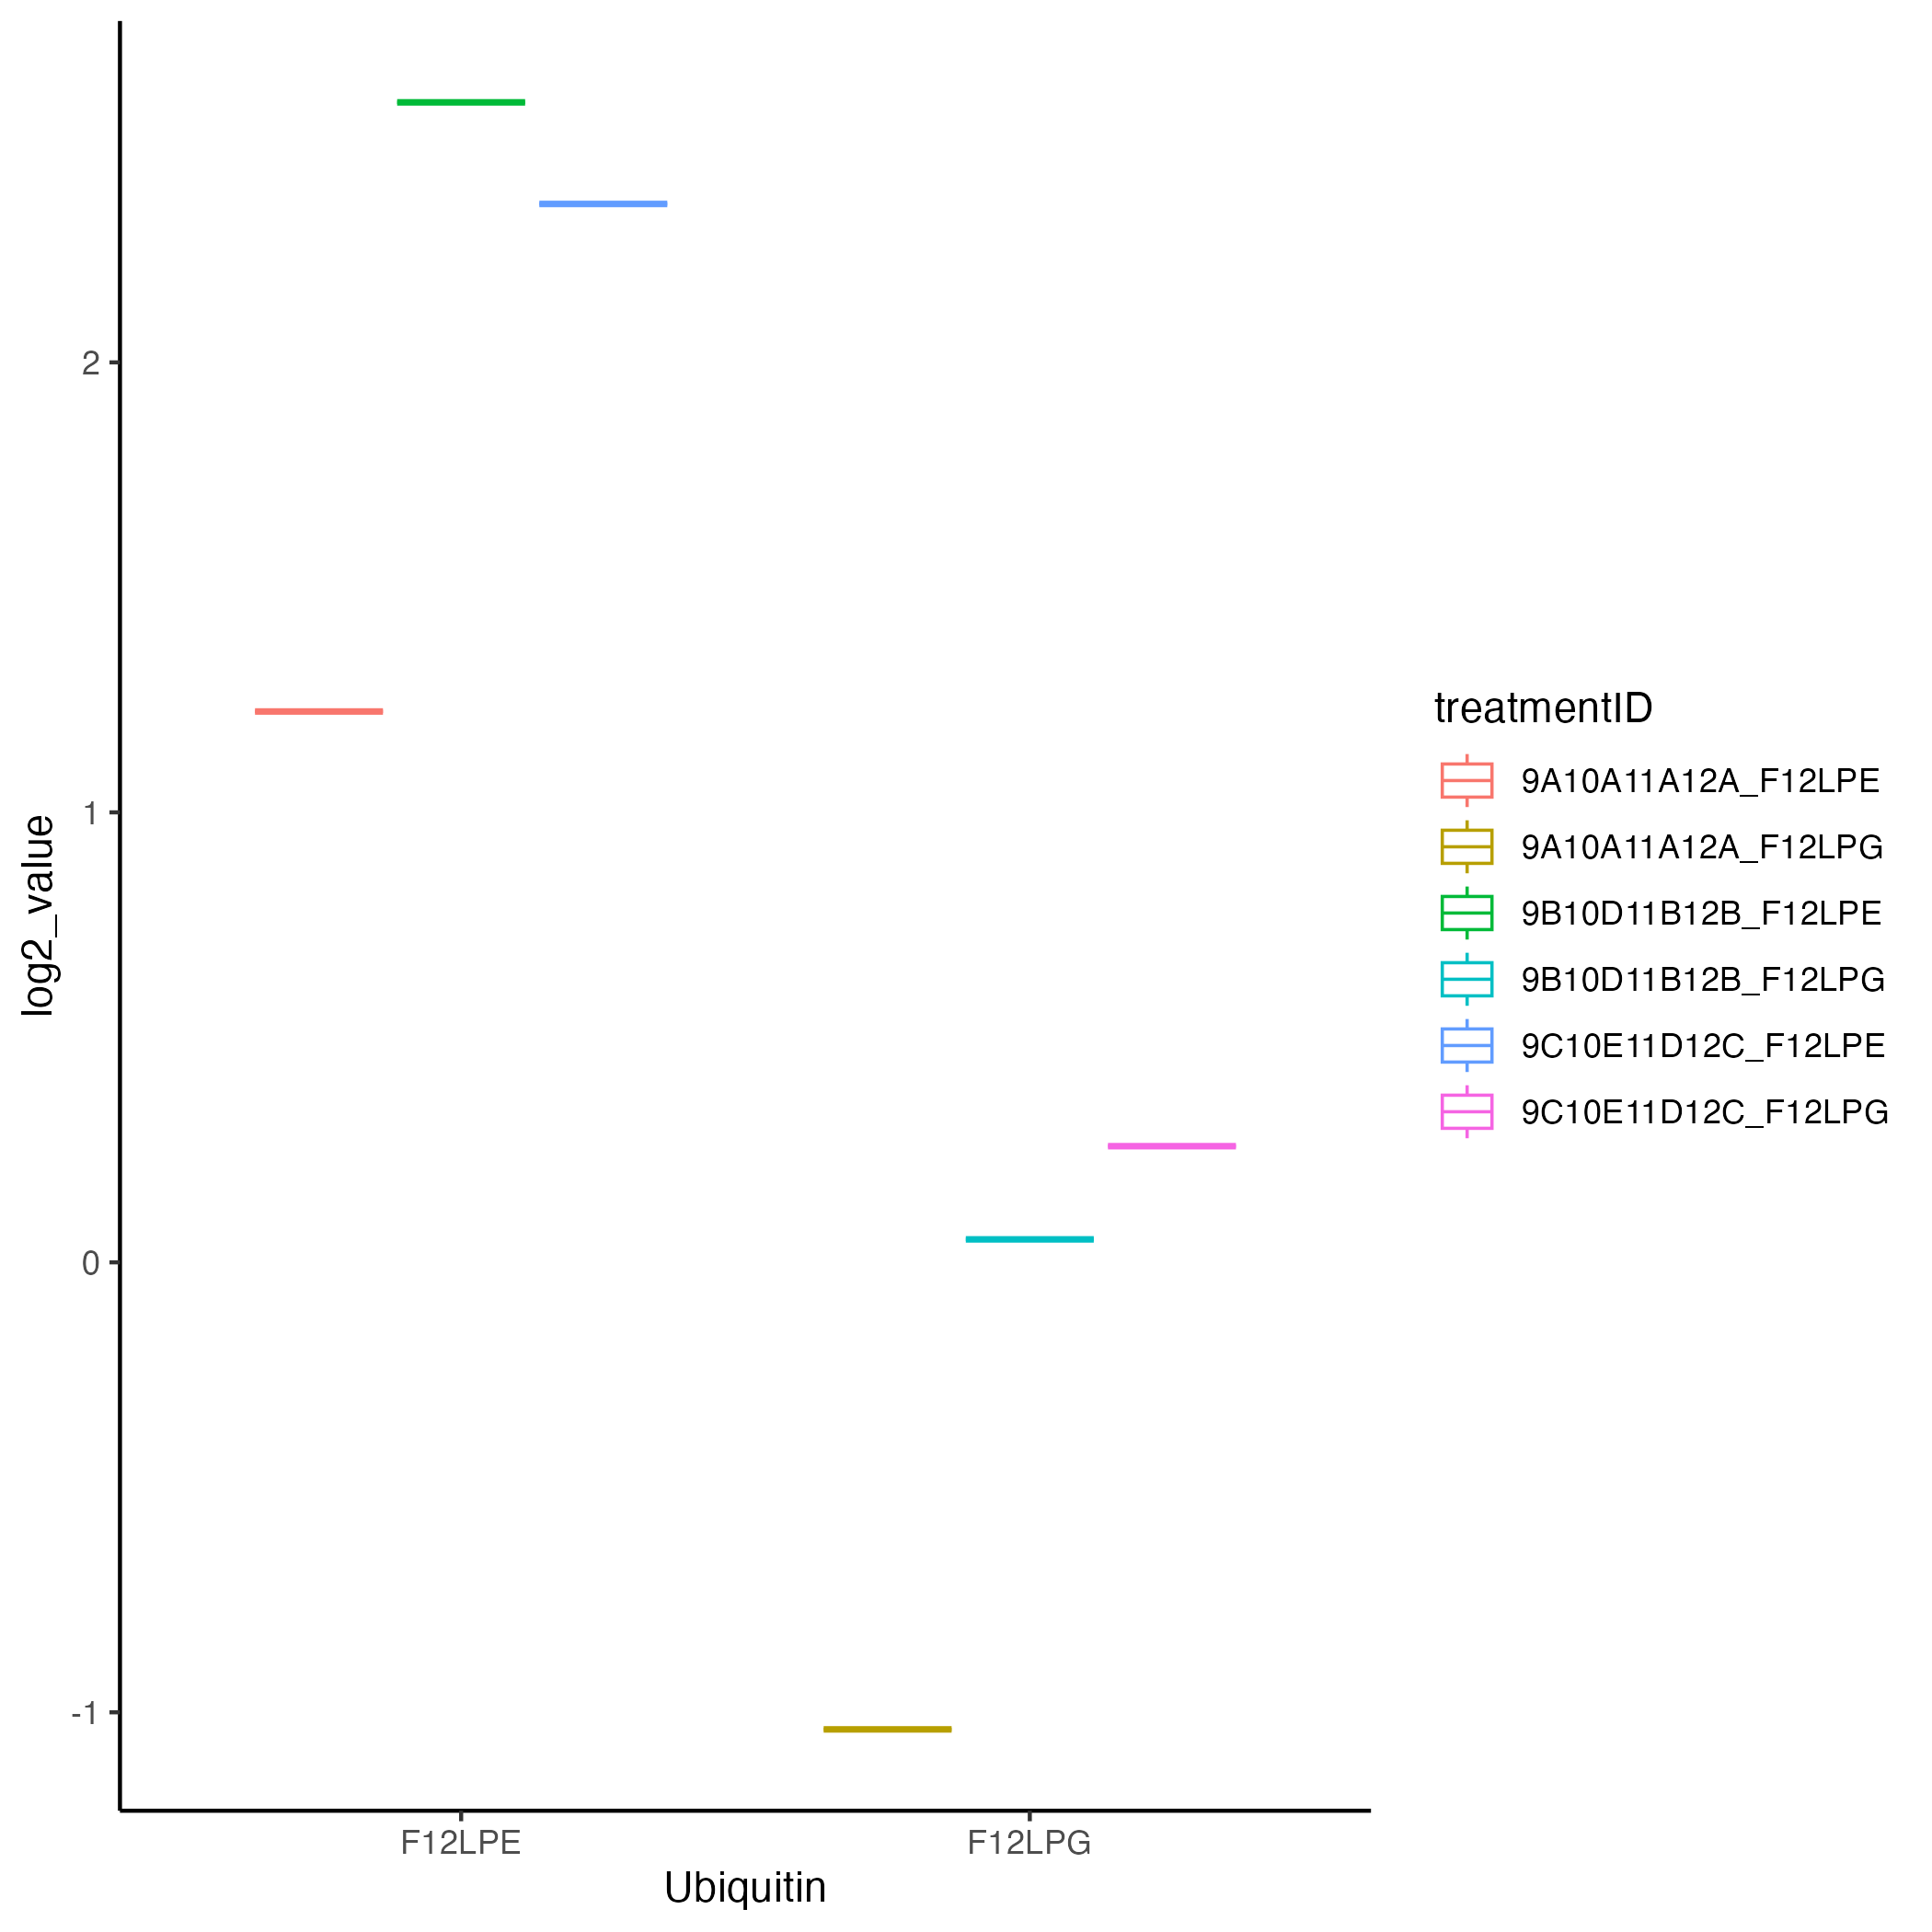 log2_value
2
1
0
-1
F12LPE
F12LPG
Ubiquitin
treatmentID
9A10A11A12A_F12LPE
9A10A11A12A_F12LPG
9B10D11B12B_F12LPE
9B10D11B12B_F12LPG
9C10E11D12C_F12LPE
9C10E11D12C_F12LPG